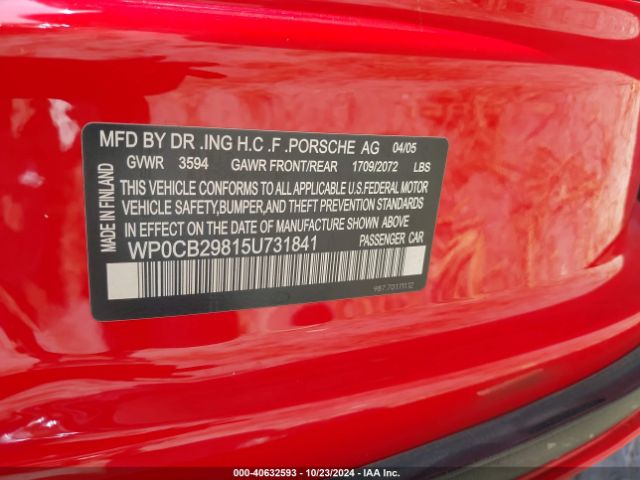 MFD BY DR .ING H.C .F .PORSCHE AG 04/05
GVWR 3594 GAWR FRONT/REAR 1709/2072 LBS
THIS VEHICLE CONFORMS TO ALL APPLICABLE U.S.FEDERAL MOTOR
VEHICLE SAFETY,BUMPER,AND THEFT PREVENTION STANDARDS
IN EFFECT ON THE DATE OF MANUFACTURE SHOWN ABOVE
WP0CB29815U731841 PASSENGER CAR
MADE IN FINLAND
000-40632593 - 10/23/2024 - IAA Inc.